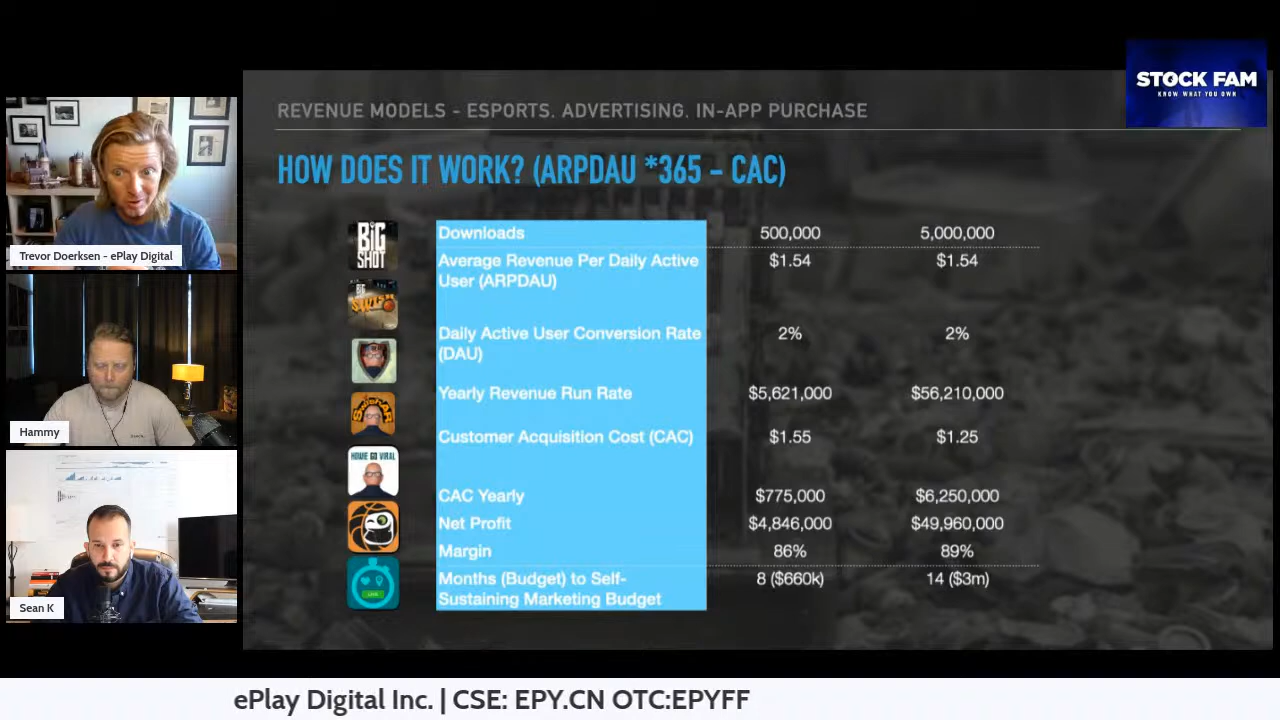 STOCK FAM
KNOW WHAT YOU OWN
REVENUE MODELS - ESPORTS, ADVERTISING, IN-APP PURCHASE
HOW DOES IT WORK? (ARPDAU *365 – CAC)
Trevor Doerksen - ePlay Digital
Hammy
Sean K
BIG
SHOT
BIG
SWISH
HOWIE GO VIRAL
Downloads 500,000 5,000,000
Average Revenue Per Daily Active $1.54 $1.54
User (ARPDAU)
Daily Active User Conversion Rate 2% 2%
(DAU)
Yearly Revenue Run Rate $5,621,000 $56,210,000
Customer Acquisition Cost (CAC) $1.55 $1.25
CAC Yearly $775,000 $6,250,000
Net Profit $4,846,000 $49,960,000
Margin 86% 89%
Months (Budget) to Self- 8 ($660k) 14 ($3m)
Sustaining Marketing Budget
ePlay Digital Inc. | CSE: EPY.CN OTC:EPYFF